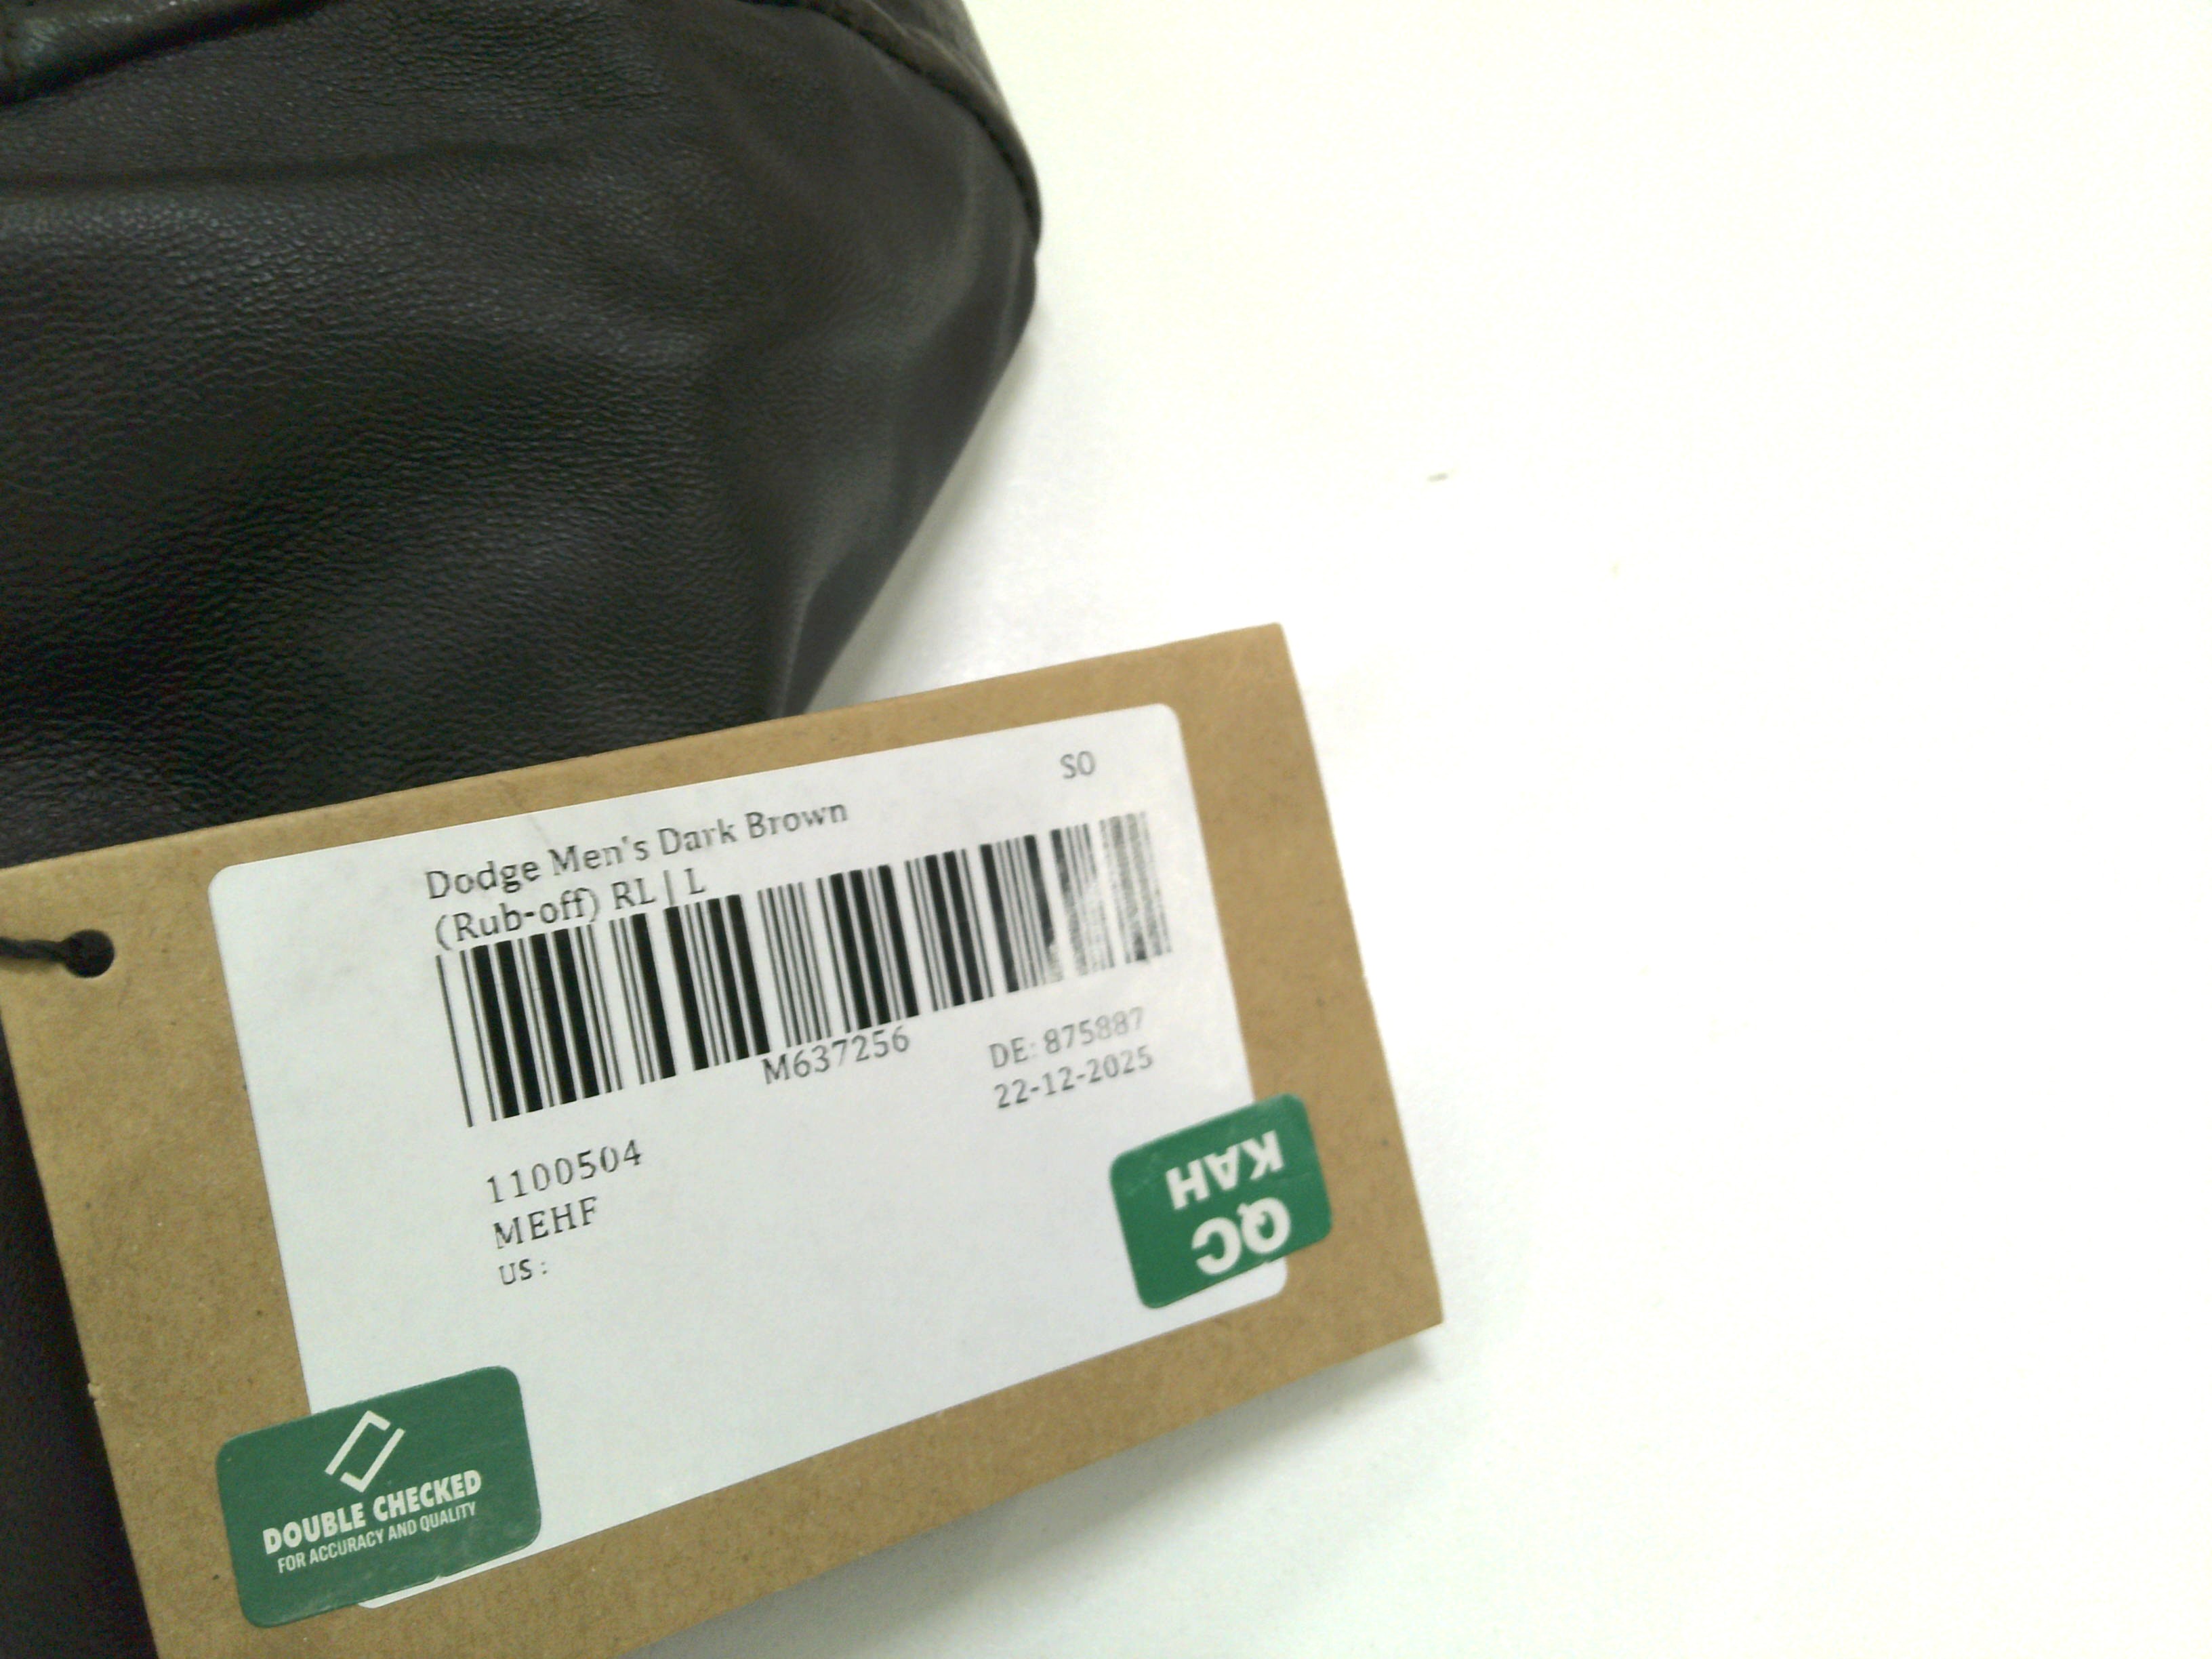 SO
Dodge Men's Dark Brown
(Rub-off) RL | L
M637256
DE: 875887
22-12-2025
1100504
MEHF
US :
QC
KAH
DOUBLE CHECKED
FOR ACCURACY AND QUALITY